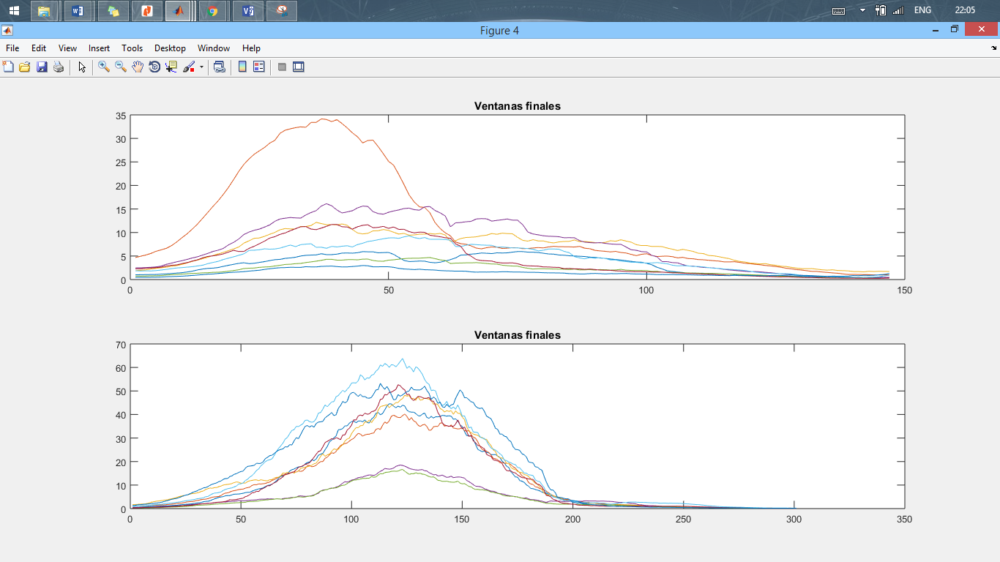 ENG 22:05
Figure 4
File Edit View Insert Tools Desktop Window Help
Ventanas finales
35
30
25
20
15
10
5
0
0 50 100 150
Ventanas finales
70
60
50
40
30
20
10
0
0 50 100 150 200 250 300 350